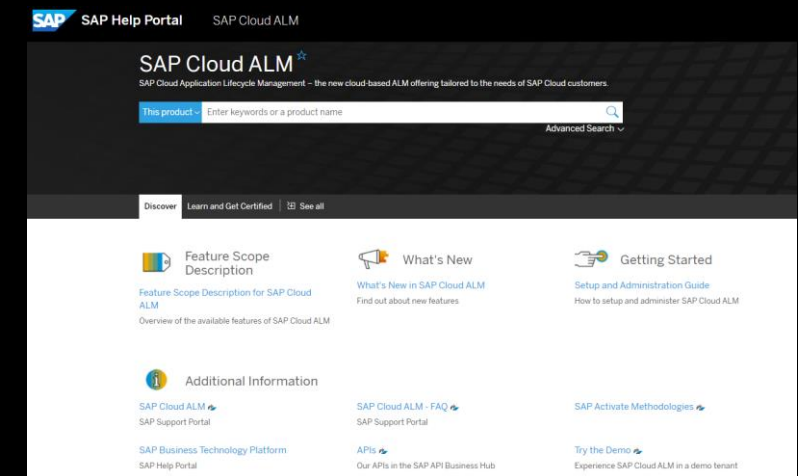 SAP SAP Help Portal SAP Cloud ALM
SAP Cloud ALM
SAP Cloud Application Lifecycle Management – the new cloud-based ALM offering tailored to the needs of SAP Cloud customers.
This product Enter keywords or a product name
Advanced Search
Discover Learn and Get Certified See all
Feature Scope
Description
Feature Scope Description for SAP Cloud
ALM
Overview of the available features of SAP Cloud ALM
What's New
What's New in SAP Cloud ALM
Find out about new features
Getting Started
Setup and Administration Guide
How to setup and administer SAP Cloud ALM
Additional Information
SAP Cloud ALM
SAP Support Portal
SAP Cloud ALM - FAQ
SAP Support Portal
SAP Activate Methodologies
SAP Business Technology Platform
SAP Help Portal
APIs
Our APIs in the SAP API Business Hub
Try the Demo
Experience SAP Cloud ALM in a demo tenant